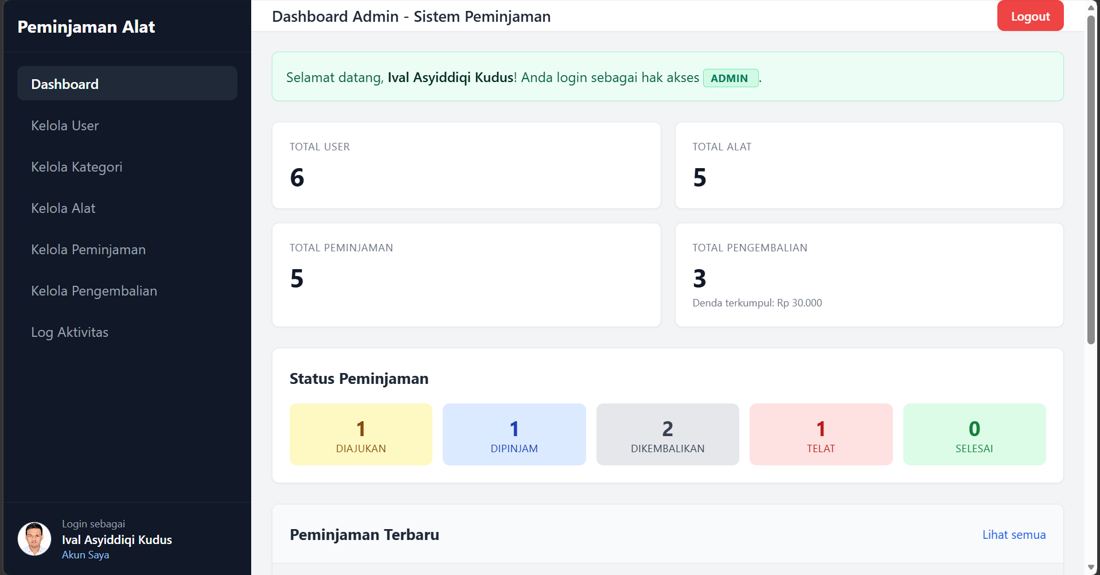 Peminjaman Alat
Dashboard
Kelola User
Kelola Kategori
Kelola Alat
Kelola Peminjaman
Kelola Pengembalian
Log Aktivitas
Login sebagai
Ival Asyiddiqi Kudus
Akun Saya
Dashboard Admin - Sistem Peminjaman
Logout
Selamat datang, Ival Asyiddiqi Kudus! Anda login sebagai hak akses ADMIN.
TOTAL USER
6
TOTAL ALAT
5
TOTAL PEMINJAMAN
5
TOTAL PENGEMBALIAN
3
Denda terkumpul: Rp 30.000
Status Peminjaman
1
DIAJUKAN
1
DIPINJAM
2
DIKEMBALIKAN
1
TELAT
0
SELESAI
Peminjaman Terbaru
Lihat semua